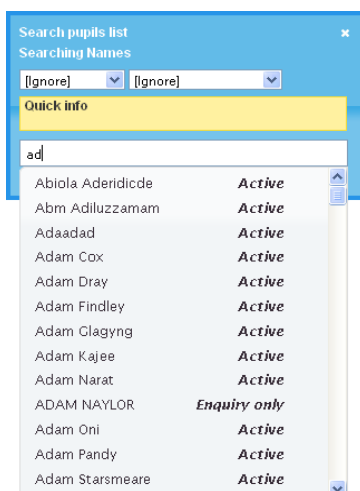 Search pupils list
Searching Names
[Ignore] [Ignore]
Quick info
ad
Abiola Aderidicde Active
Abm Adiluzzamam Active
Adaadad Active
Adam Cox Active
Adam Dray Active
Adam Findley Active
Adam Glagyng Active
Adam Kajee Active
Adam Narat Active
ADAM NAYLOR Enquiry only
Adam Oni Active
Adam Pandy Active
Adam Starsmeare Active